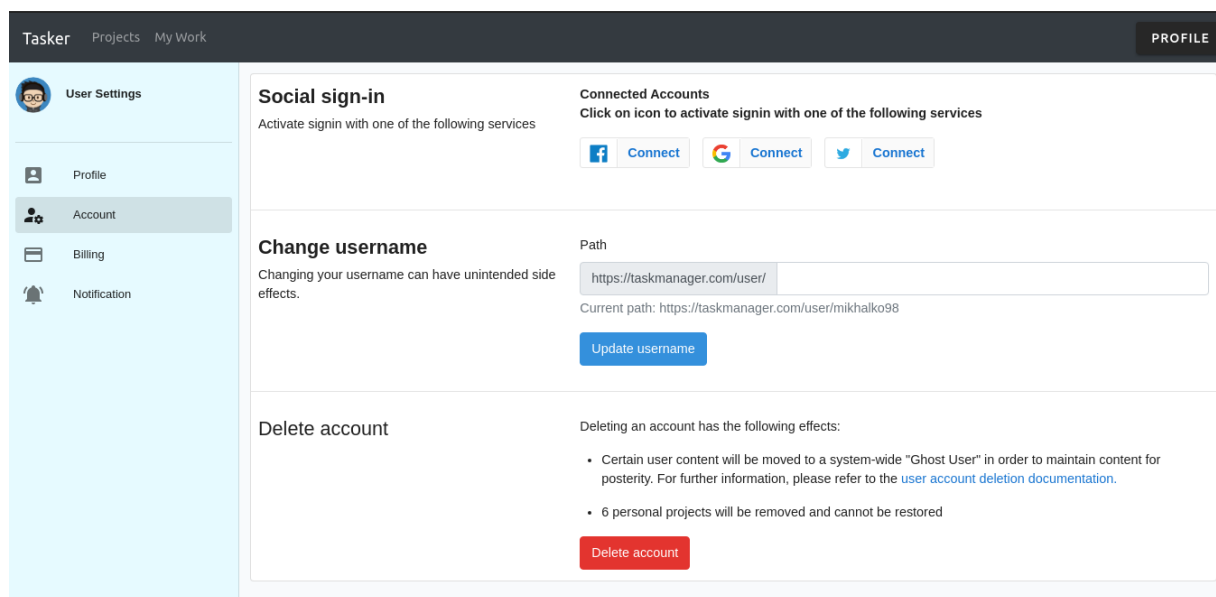 Tasker Projects My Work PROFILE
User Settings
Profile
Account
Billing
Notification
Social sign-in
Activate signin with one of the following services
Connected Accounts
Click on icon to activate signin with one of the following services
Connect Connect Connect
Change username
Changing your username can have unintended side
effects.
Path
https://taskmanager.com/user/
Current path: https://taskmanager.com/user/mikhalko98
Update username
Delete account
Deleting an account has the following effects:
• Certain user content will be moved to a system-wide "Ghost User" in order to maintain content for
posterity. For further information, please refer to the user account deletion documentation.
• 6 personal projects will be removed and cannot be restored
Delete account